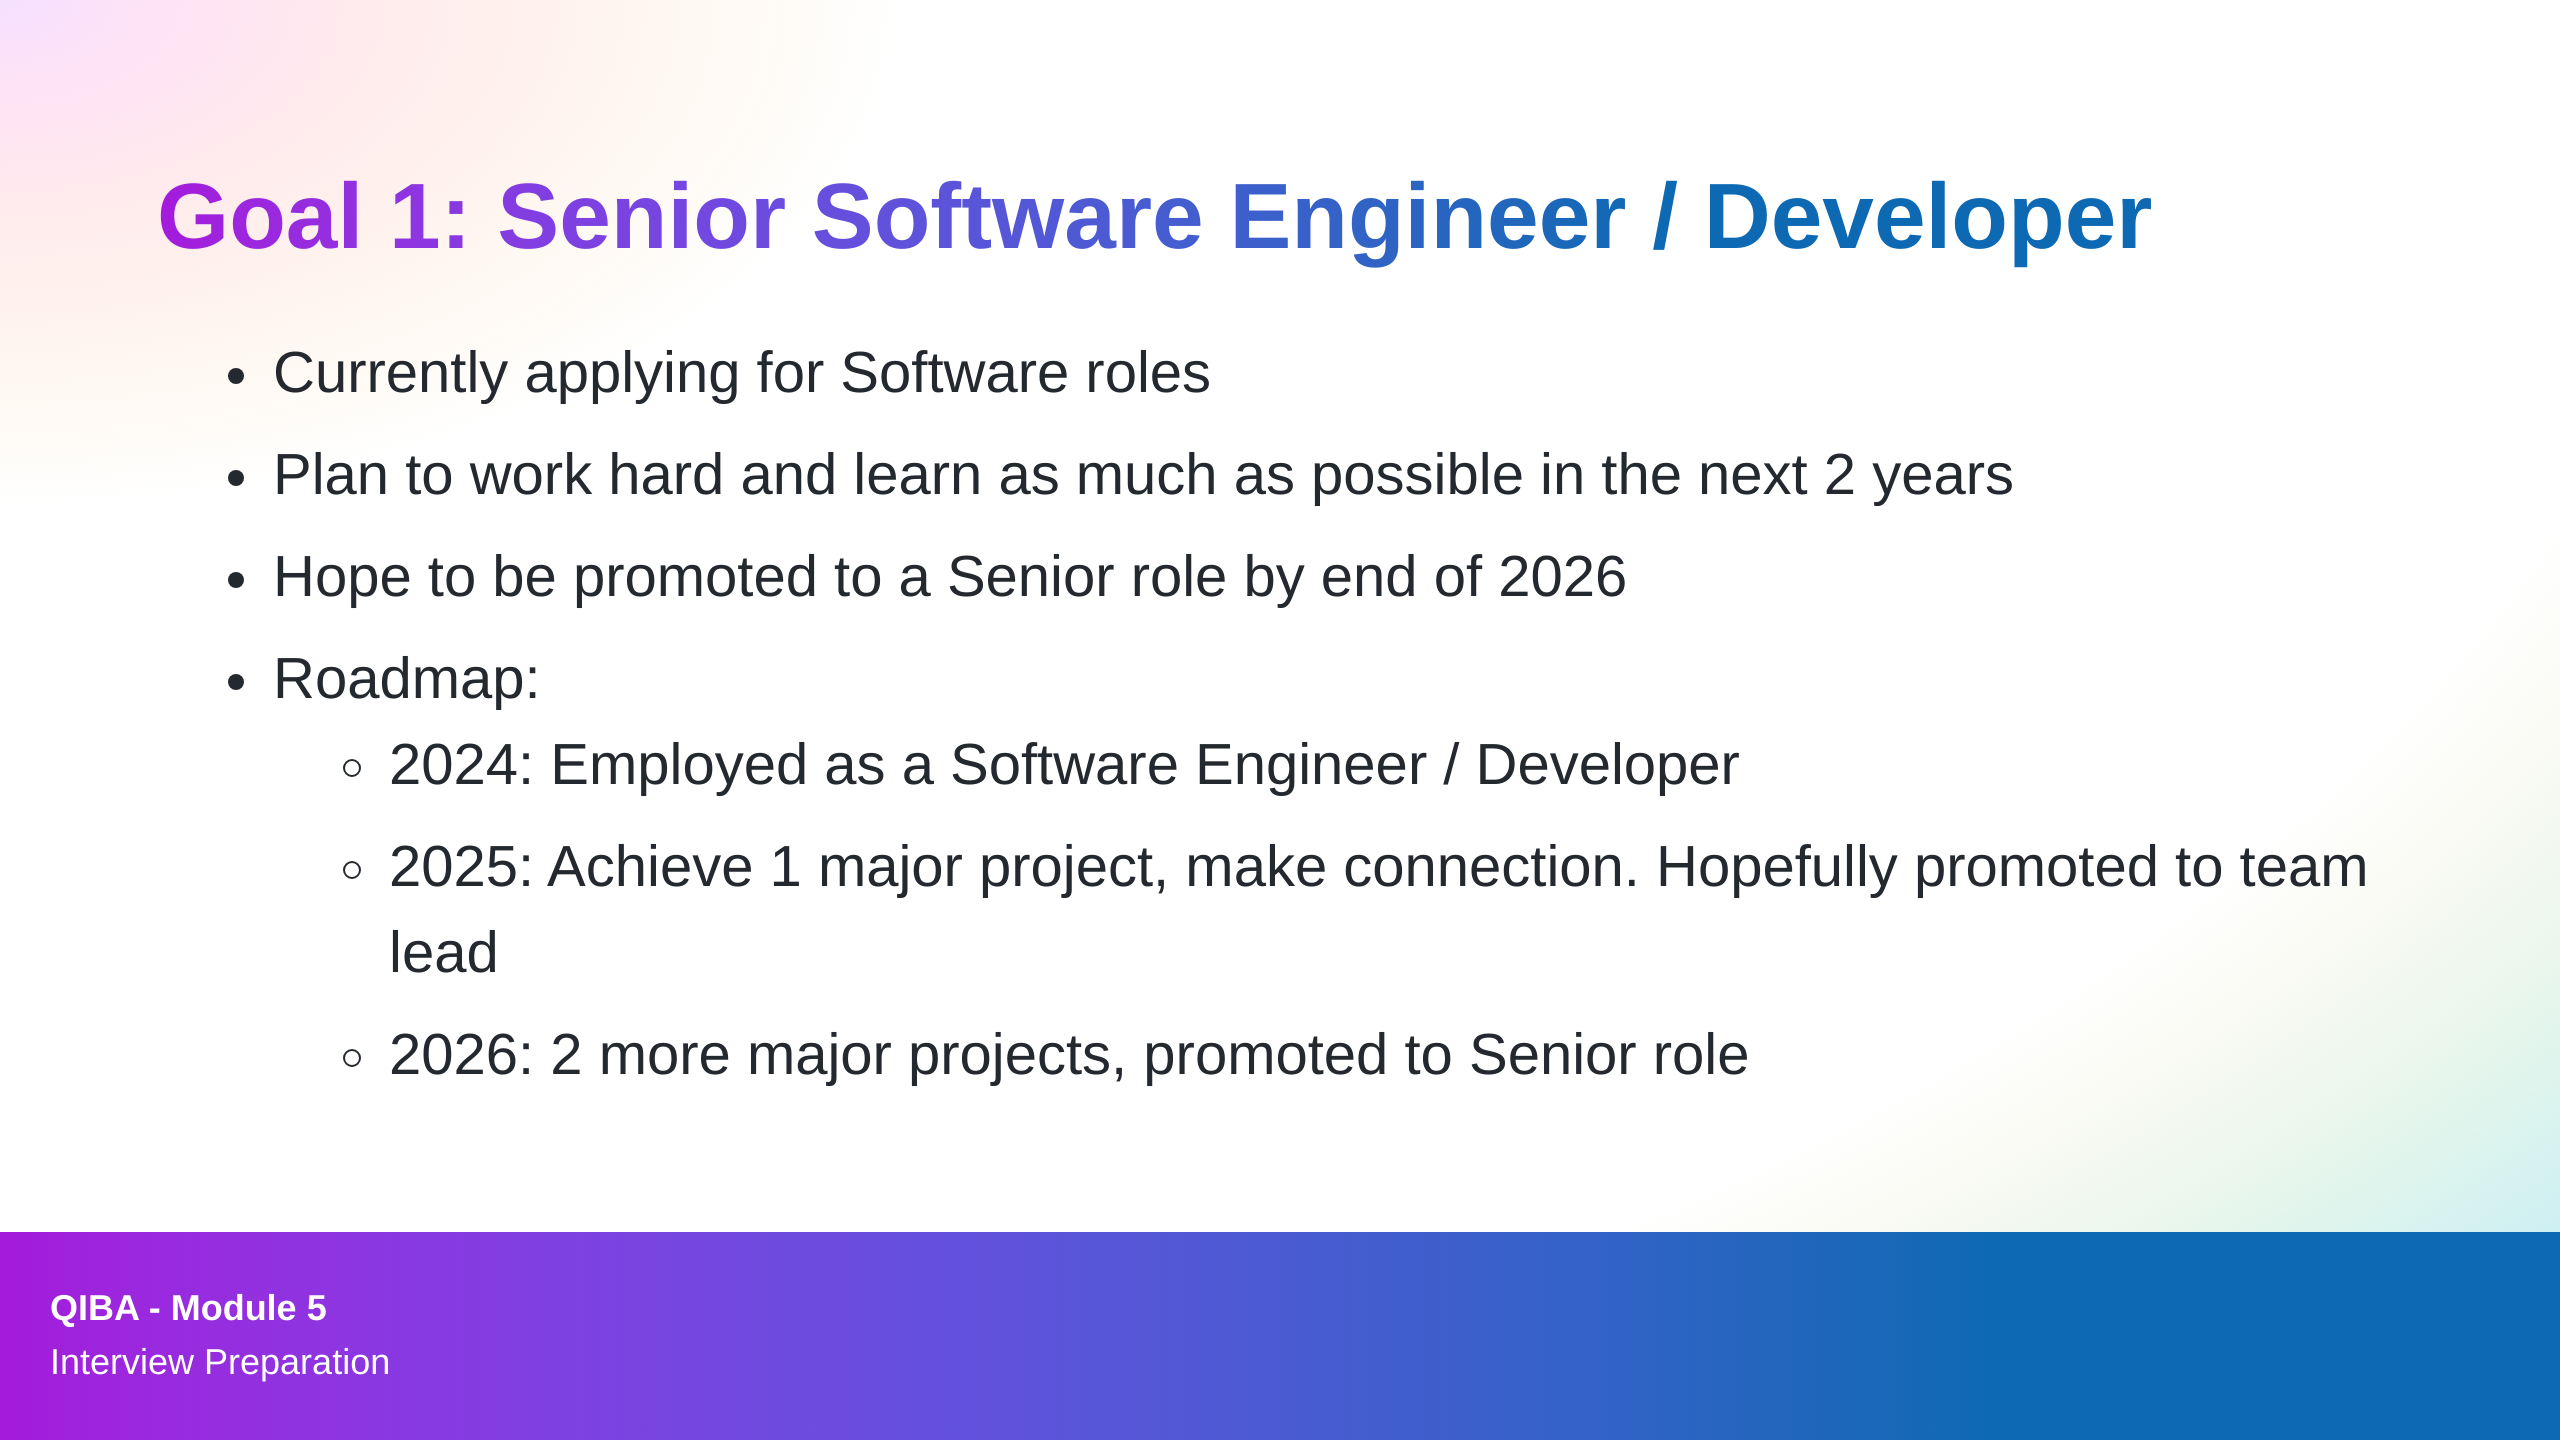 Goal 1: Senior Software Engineer / Developer
• Currently applying for Software roles
• Plan to work hard and learn as much as possible in the next 2 years
• Hope to be promoted to a Senior role by end of 2026
• Roadmap:
◦ 2024: Employed as a Software Engineer / Developer
◦ 2025: Achieve 1 major project, make connection. Hopefully promoted to team
lead
◦ 2026: 2 more major projects, promoted to Senior role
QIBA - Module 5
Interview Preparation